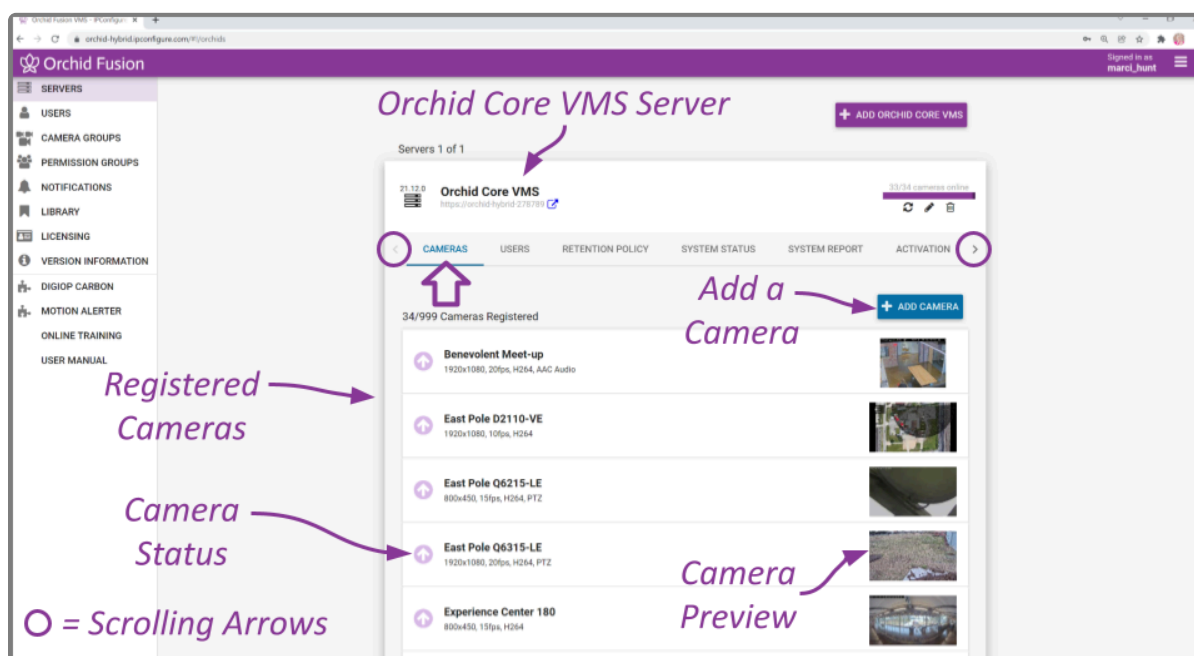 Orchid Fusion VMS - IPConfigu
orchid-hybrid.ipconfigure.com/#!/orchids
Orchid Fusion
Signed in as
marci_hunt
SERVERS
USERS
CAMERA GROUPS
PERMISSION GROUPS
NOTIFICATIONS
LIBRARY
LICENSING
VERSION INFORMATION
DIGIOP CARBON
MOTION ALERTER
ONLINE TRAINING
USER MANUAL
Orchid Core VMS Server
ADD ORCHID CORE VMS
Servers 1 of 1
21.12.0
Orchid Core VMS
https://orchid-hybrid-278789
33/34 cameras online
CAMERAS USERS RETENTION POLICY SYSTEM STATUS SYSTEM REPORT ACTIVATION
Add a
Camera
ADD CAMERA
34/999 Cameras Registered
Benevolent Meet-up
1920x1080, 20fps, H264, AAC Audio
Registered
Cameras
East Pole D2110-VE
1920x1080, 10fps, H264
East Pole Q6215-LE
800x450, 15fps, H264, PTZ
Camera
Status
East Pole Q6315-LE
1920x1080, 20fps, H264, PTZ
Camera
Preview
Experience Center 180
800x450, 15fps, H264
= Scrolling Arrows